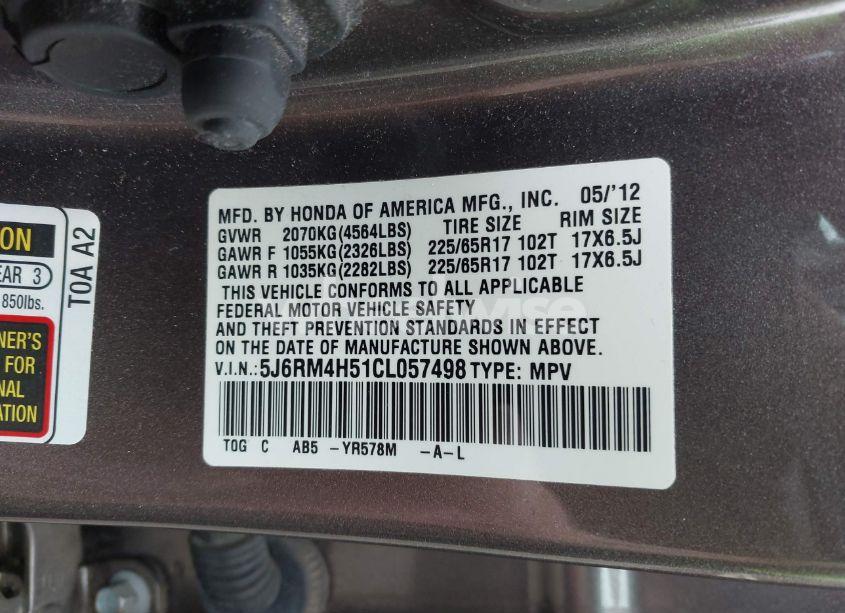 MFD. BY HONDA OF AMERICA MFG., INC. 05/'12
GVWR 2070KG(4564LBS) TIRE SIZE RIM SIZE
GAWR F 1055KG(2326LBS) 225/65R17 102T 17X6.5J
GAWR R 1035KG(2282LBS) 225/65R17 102T 17X6.5J
THIS VEHICLE CONFORMS TO ALL APPLICABLE
FEDERAL MOTOR VEHICLE SAFETY
AND THEFT PREVENTION STANDARDS IN EFFECT
ON THE DATE OF MANUFACTURE SHOWN ABOVE.
V.I.N.:5J6RM4H51CL057498 TYPE: MPV
TOG C AB5 -YR578M -A-L
ION
EAR 3
850lbs.
NER'S
FOR
NAL
ATION
TOA A2